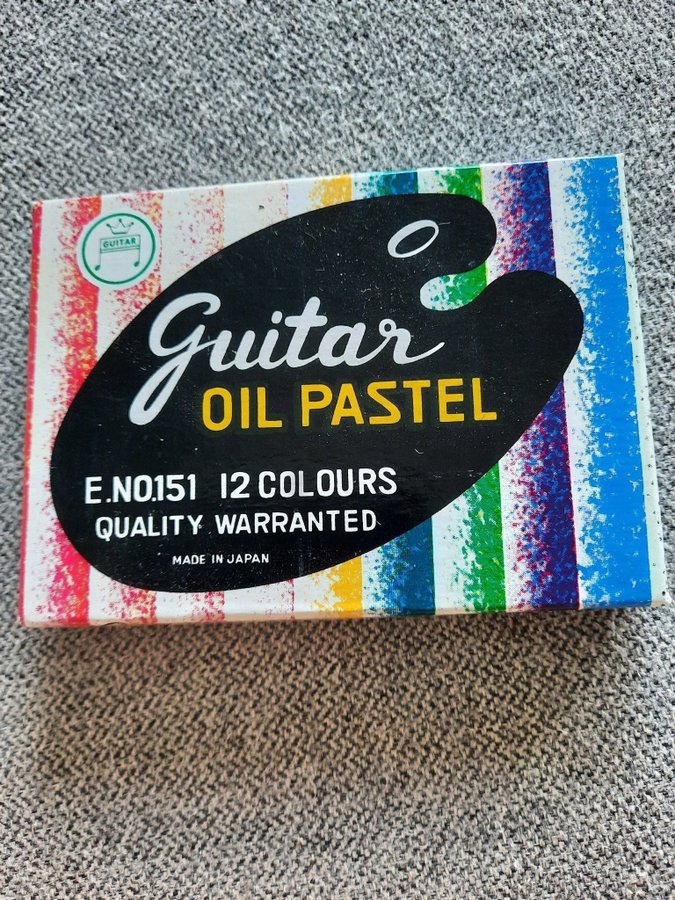 GUITAR
Guitar
OIL PASTEL
E.NO.151 12 COLOURS
QUALITY WARRANTED
MADE IN JAPAN